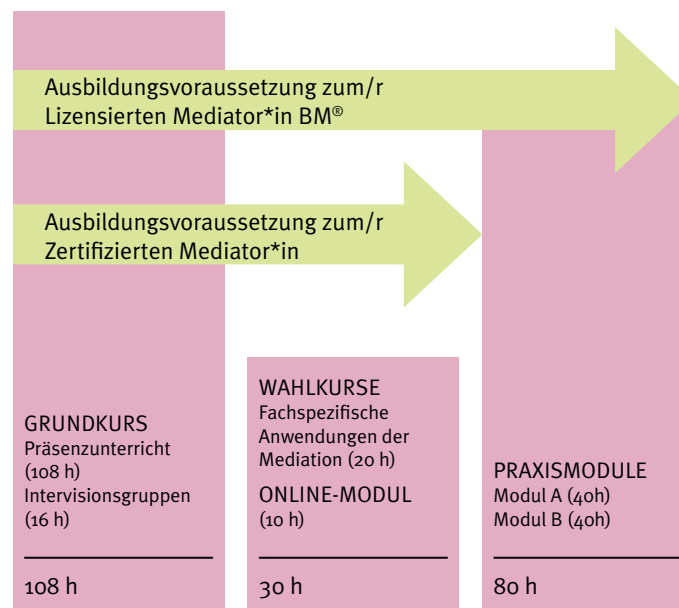 Ausbildungsvoraussetzung zum/r
Lizensierten Mediator*in BM®
Ausbildungsvoraussetzung zum/r
Zertifizierten Mediator*in
GRUNDKURS
Präsenzunterricht
(108 h)
Intervisionsgruppen
(16 h)
108 h
WAHLKURSE
Fachspezifische
Anwendungen der
Mediation (20 h)
ONLINE-MODUL
(10 h)
30 h
PRAXISMODULE
Modul A (40h)
Modul B (40h)
80 h